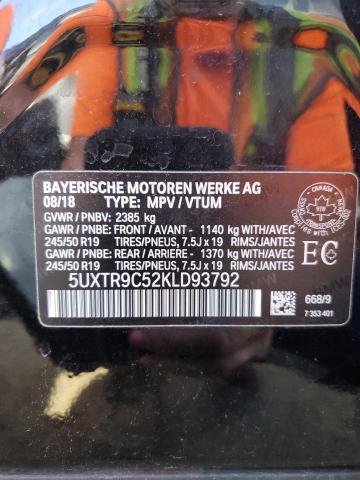 BAYERISCHE MOTOREN WERKE AG
08/18 TYPE: MPV / VTUM
GVWR / PNBV: 2385 kg
GAWR/ PNBE: FRONT / AVANT - 1140 kg WITH/AVEC
245/50 R19 TIRES/PNEUS, 7.5J x 19 RIMS/JANTES
GAWR/ PNBE: REAR / ARRIERE - 1370 kg WITH/AVEC
245/50 R19 TIRES/PNEUS, 7.5J x 19 RIMS/JANTES
5UXTR9C52KLD93792
CANADA
EC
668/9
7 353 401